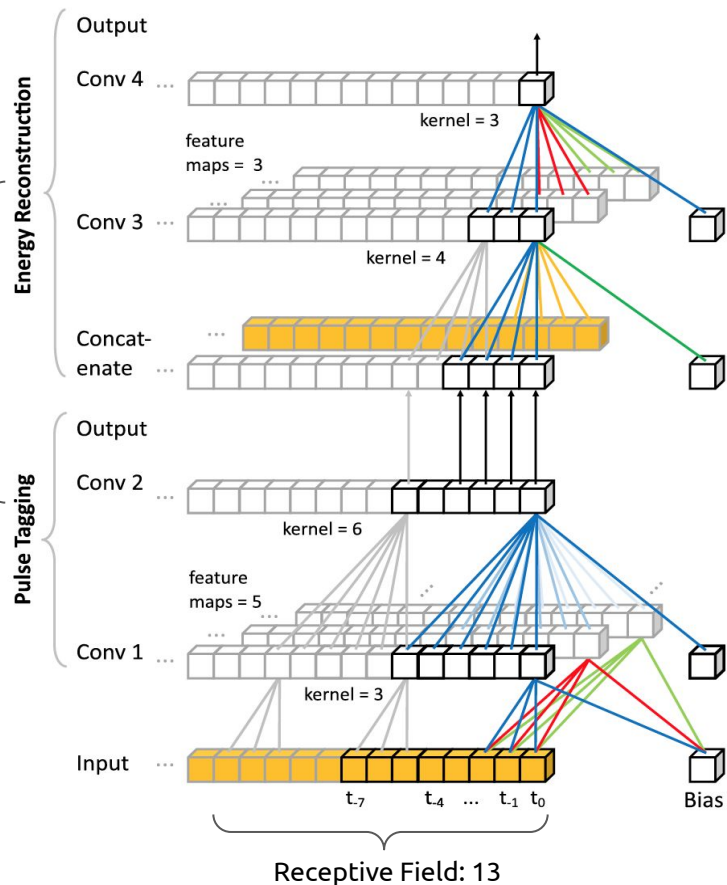 Output
Conv 4 ...
kernel = 3
feature
maps = 3
...
...
Conv 3 ...
kernel = 4
...
Concat-
enate ...
Energy Reconstruction
Output
Conv 2 ...
kernel = 6
feature
maps = 5
...
...
...
...
Conv 1 ...
kernel = 3
Pulse Tagging
Input ...
t-7 t-4 ... t-1 t0 Bias
Receptive Field: 13